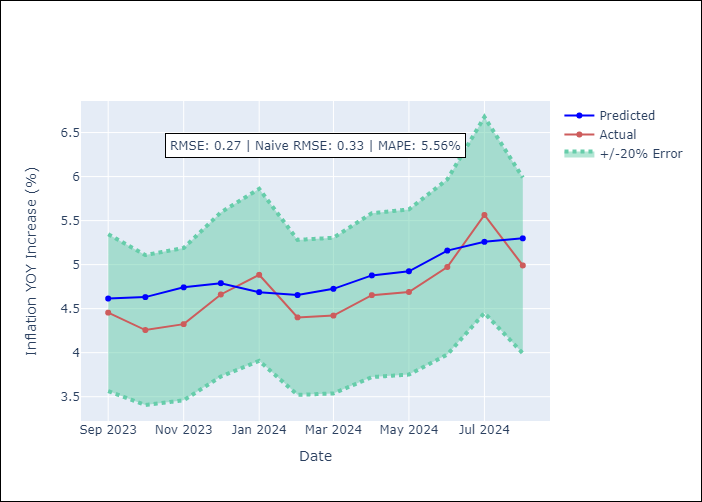 RMSE: 0.27 | Naive RMSE: 0.33 | MAPE: 5.56%
Predicted
Actual
+/-20% Error
Inflation YOY Increase (%)
6.5
6
5.5
5
4.5
4
3.5
Sep 2023
Nov 2023
Jan 2024
Mar 2024
May 2024
Jul 2024
Date